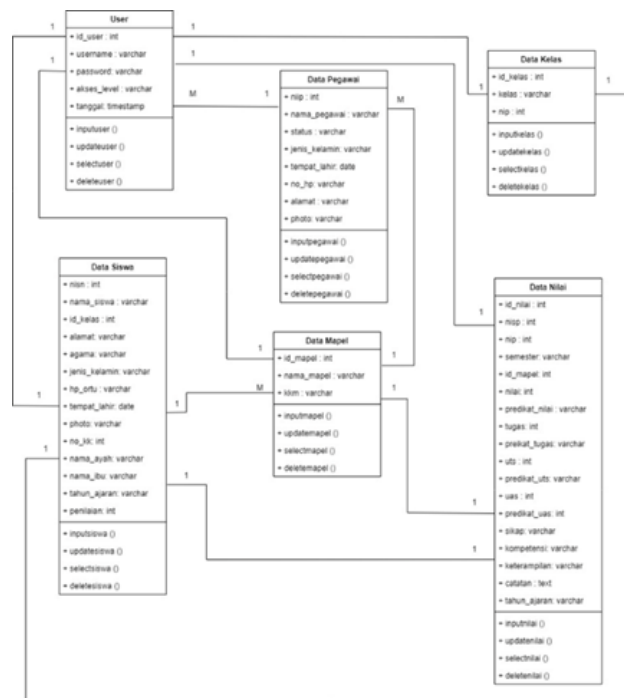 User
+ id_user : int
+ username : varchar
+ password: varchar
+ akses_level : varchar
+ tanggal: timestamp
+ inputuser ()
+ updateuser ()
+ selectuser ()
+ deleteuser ()
Data Pegawai
+ niip : int
+ nama_pegawai : varchar
+ status : varchar
+ jenis_kelamin: varchar
+ tempat_lahir: date
+ no_hp : varchar
+ alamat : varchar
+ photo: varchar
+ inputpegawai ()
+ updatepegawai ()
+ selectpegawai ()
+ deletepegawai ()
Data Kelas
+ id_kelas : int
+ kelas : varchar
+ nip : int
+ inputkelas ()
+ updatekelas ()
+ selectkelas ()
+ deletekelas ()
Data Siswa
+ nisn : int
+ nama_siswa : varchar
+ id_kelas : int
+ alamat: varchar
+ agama: varchar
+ jenis_kelamin: varchar
+ hp_ortu : varchar
+ tempat_lahir: date
+ photo: varchar
+ no_kk: int
+ nama_ayah: varchar
+ nama_ibu: varchar
+ tahun_ajaran: varchar
+ penilaian: int
+ inputsiswa ()
+ updatesiswa ()
+ selectsiswa ()
+ deletesiswa ()
Data Mapel
+ id_mapel : int
+ nama_mapel : varchar
+ kkm : varchar
+ inputmapel ()
+ updatemapel ()
+ selectmapel ()
+ deletemapel ()
Data Nilai
+ id_nilai : int
+ nisp : int
+ nip : int
+ semester: varchar
+ id_mapel: int
+ nilai: int
+ predikat_nilai : varchar
+ tugas: int
+ preikat_tugas: varchar
+ uts : int
+ predikat_uts: varchar
+ uas : int
+ predikat_uas: int
+ sikap: varchar
+ kompetensi: varchar
+ keterampilan: varchar
+ catatan : text
+ tahun_ajaran: varchar
+ inputnilai ()
+ updatenilai ()
+ selectnilai ()
+ deletenilai ()
1
1
1
1
M
1
M
1
1
1
1
1
1
1
M
1
1
1
1
1